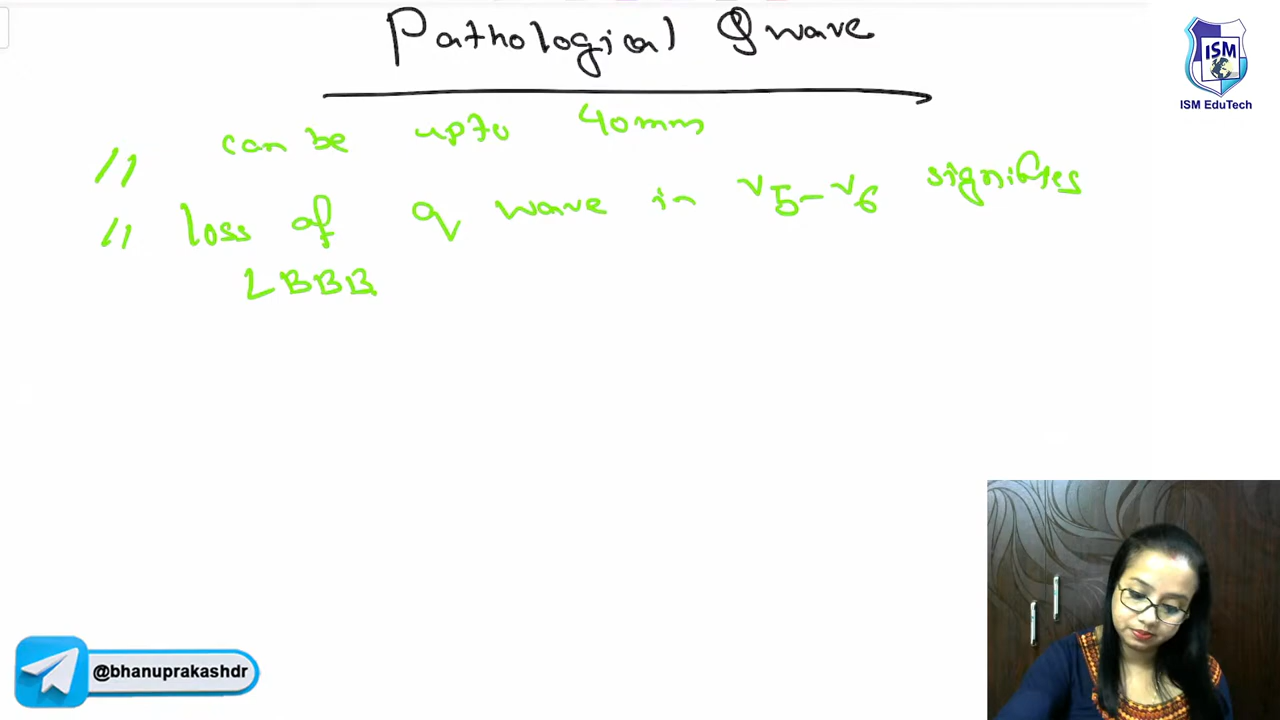 Pathological Q wave
ISM
ISM EduTech
// can be upto 40mm
// loss of q wave in V5-V6 signifies
LBBB
@bhanuprakashdr